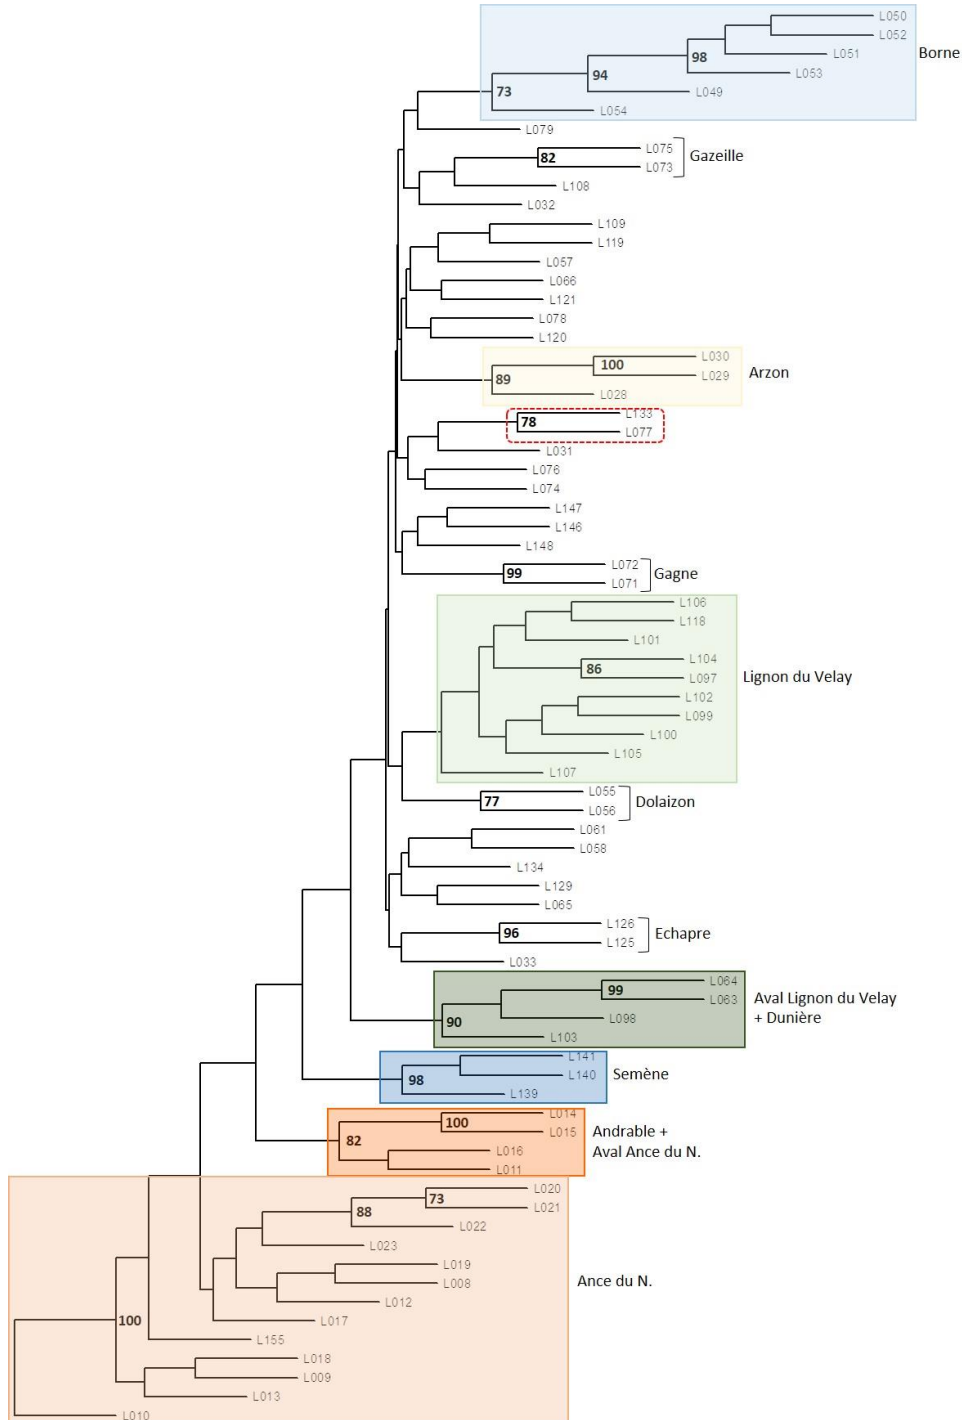 L050
L052
L051
Borne
98
L053
94
73
L049
L054
L079
L075
82
Gazeille
L073
L108
L032
L109
L119
L057
L066
L121
L078
L120
L030
100
L029
Arzon
89
L028
L133
78
L077
L031
L076
L074
L147
L146
L148
L072
99
Gagne
L071
L106
L118
L101
L104
86
L097
Lignon du Velay
L102
L099
L100
L105
L107
L055
77
Dolaizon
L056
L061
L058
L134
L129
L065
L126
96
Echapre
L125
L033
L064
99
L063
Aval Lignon du Velay
+ Dunière
90
L098
L103
L141
98
L140
Semène
L139
L014
100
L015
Andrable +
82
Aval Ance du N.
L016
L011
L020
73
L021
88
L022
L023
L019
L008
Ance du N.
L012
100
L017
L155
L018
L009
L013
L010